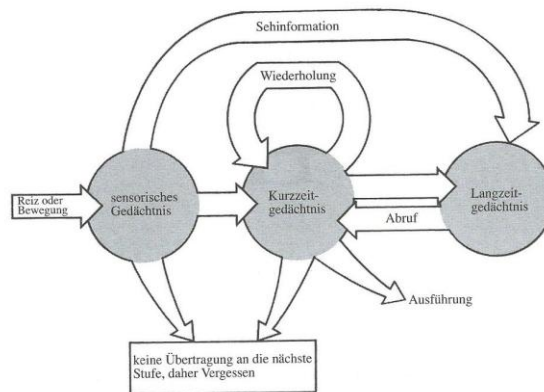 Sehinformation
Wiederholung
Reiz oder
Bewegung
sensorisches
Gedächtnis
Kurzzeit-
gedächtnis
Langzeit-
gedächtnis
Abruf
Ausführung
keine Übertragung an die nächste
Stufe, daher Vergessen